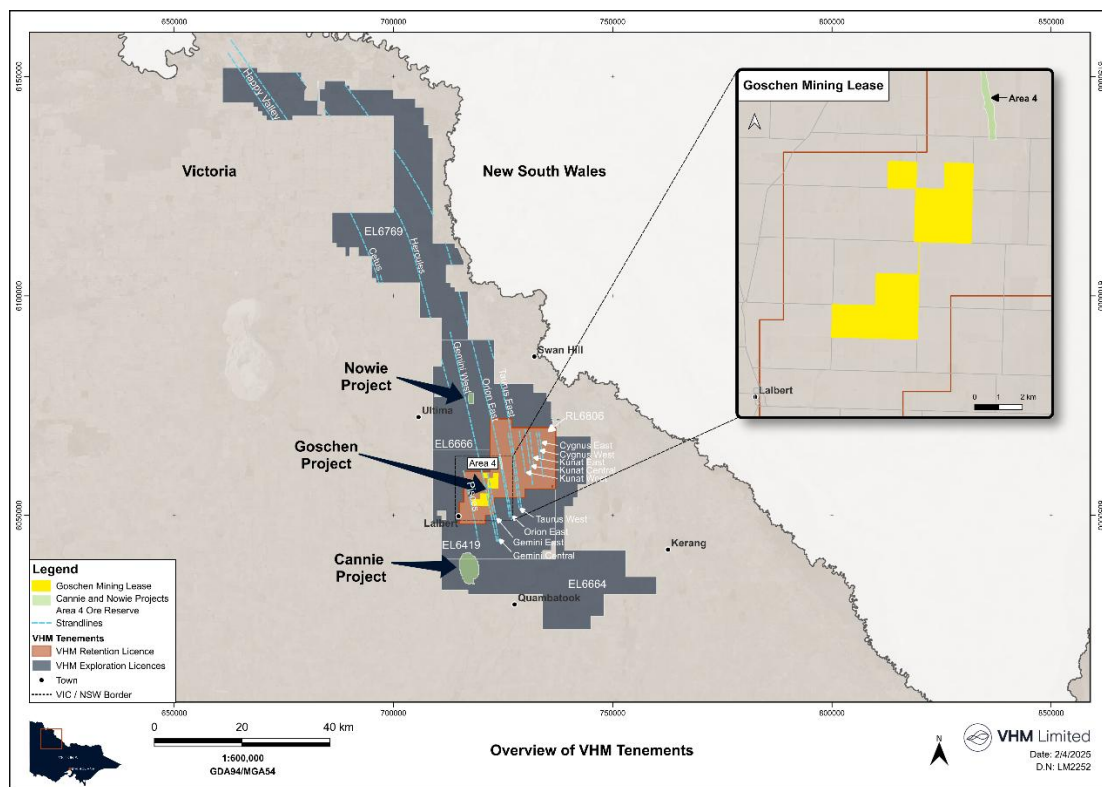 650000
700000
750000
800000
850000
6150000
6150000
Happy Valley
Victoria
New South Wales
Goschen Mining Lease
Area 4
Lalbert
0 1 2 km
EL6769
Cetus
Hercules
6100000
6100000
Swan Hill
Gemini West
Orion East
Taurus East
Nowie
Project
Ultima
RL6806
EL6666
Cygnus East
Cygnus West
Kunat East
Kunat Central
Kunat West
Goschen
Project
Area 4
Lalbert
Taurus West
Orion East
Gemini East
Gemini Central
6050000
6050000
EL6419
Kerang
Cannie
Project
EL6664
Quambatook
Legend
Goschen Mining Lease
Cannie and Nowie Projects
Area 4 Ore Reserve
Strandlines
VHM Tenements
VHM Retention Licence
VHM Exploration Licences
Town
VIC / NSW Border
650000
700000
750000
800000
850000
0 20 40 km
1:600,000
GDA94/MGA54
Overview of VHM Tenements
N
VHM Limited
Date: 2/4/2025
D.N: LM2252